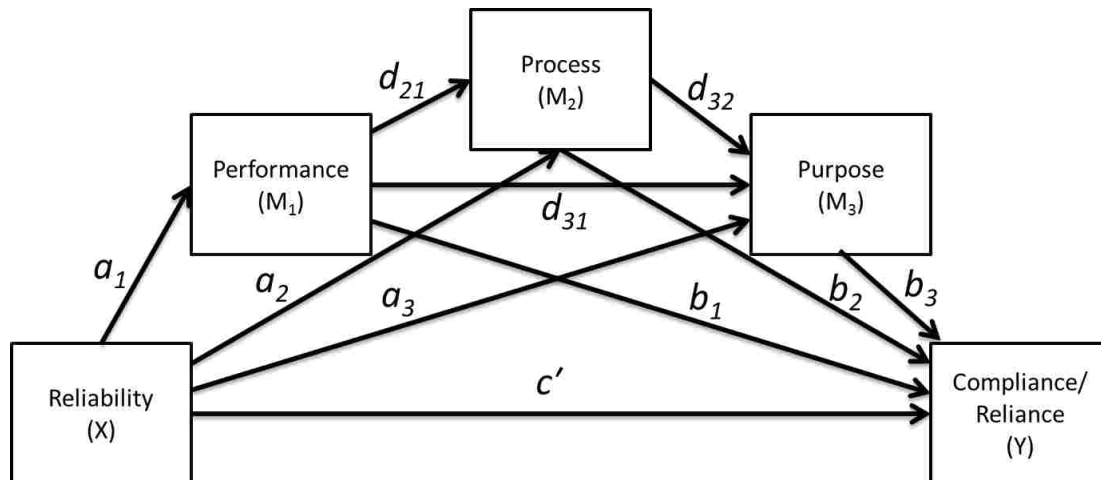 Process
(M₂)
d₂₁
d₃₂
Performance
(M₁)
Purpose
(M₃)
d₃₁
a₁
a₂
a₃
b₁
b₂
b₃
Reliability
(X)
c′
Compliance/
Reliance
(Y)